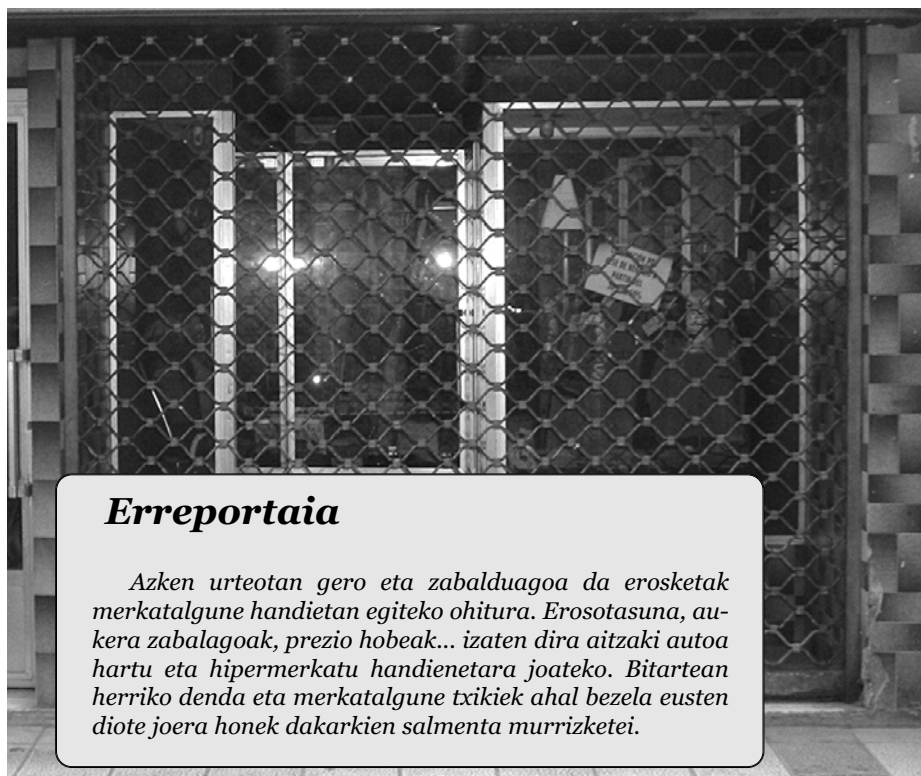 Erreportaia
Azken urteotan gero eta zabalduagoa da erosketak
merkatalgune handietan egiteko ohitura. Erosotasuna, au-
kera zabalagoak, prezio hobeak... izaten dira aitzaki autoa
hartu eta hipermerkatu handienetara joateko. Bitartean
herriko denda eta merkatalgune txikiek ahal bezela eusten
diote joera honek dakarkien salmenta murrizketei.